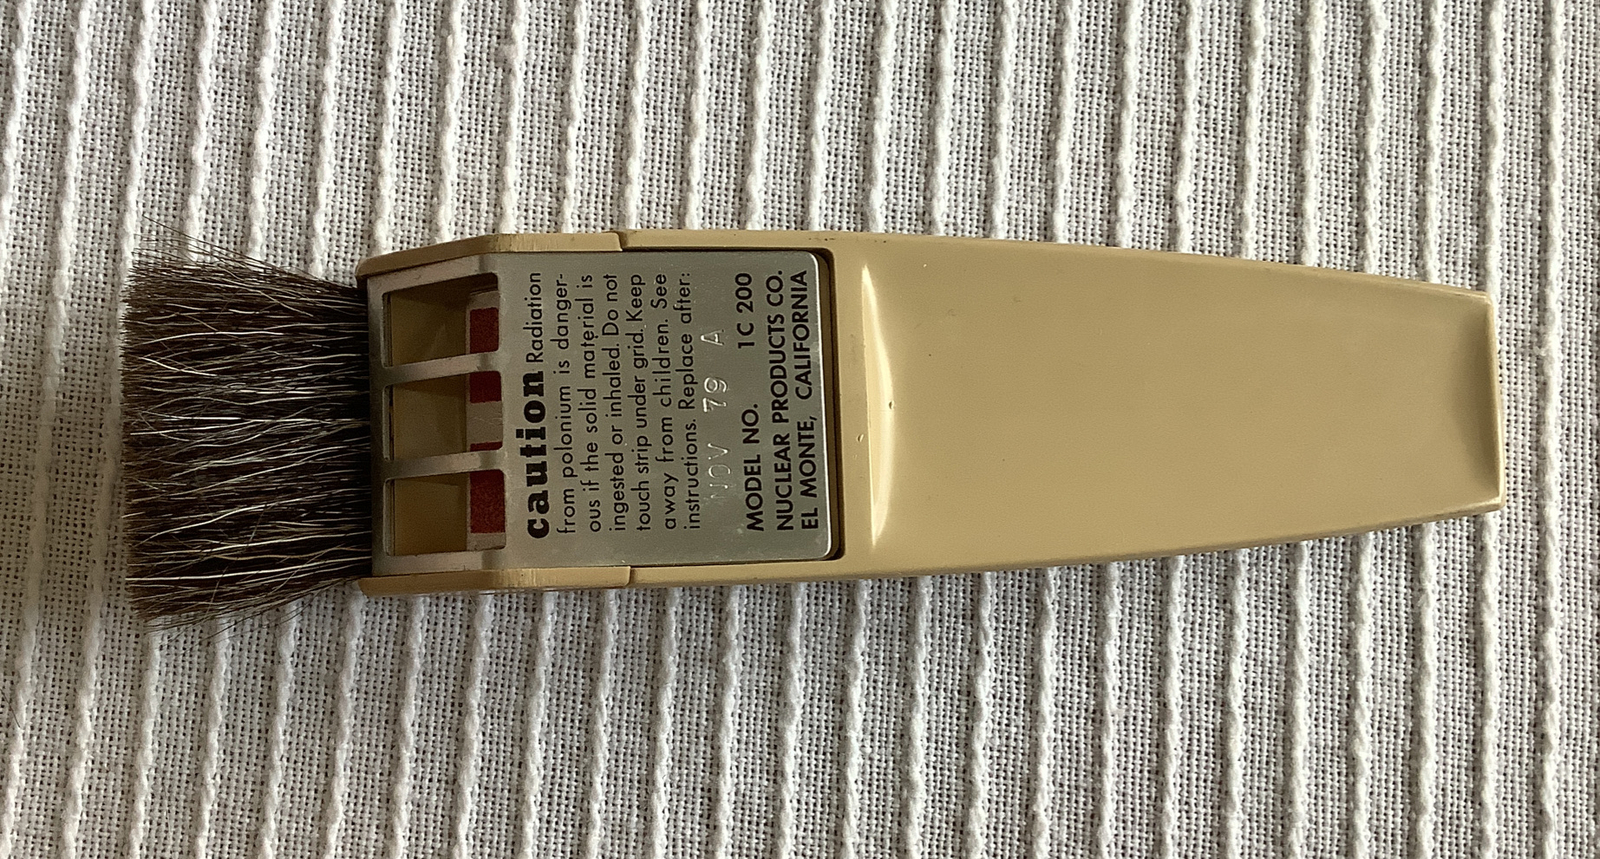 caution Radiation
from polonium is danger-
ous if the solid material is
ingested or inhaled. Do not
touch strip under grid. Keep
away from children. See
instructions. Replace after:
NOV 79 A
MODEL NO. 1C 200
NUCLEAR PRODUCTS CO.
EL MONTE, CALIFORNIA